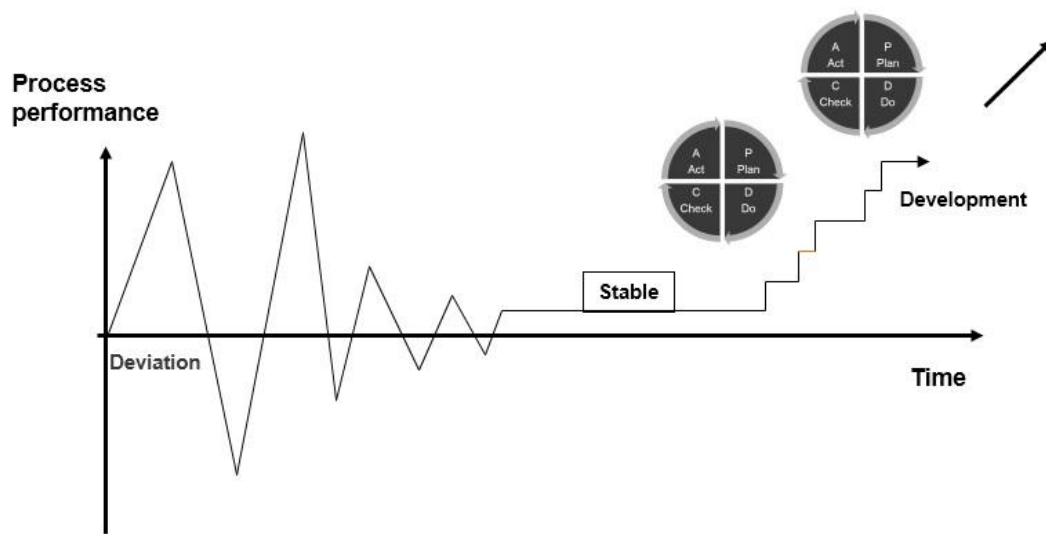 Process
performance
A
Act
P
Plan
C
Check
D
Do
A
Act
P
Plan
C
Check
D
Do
Development
Stable
Deviation
Time